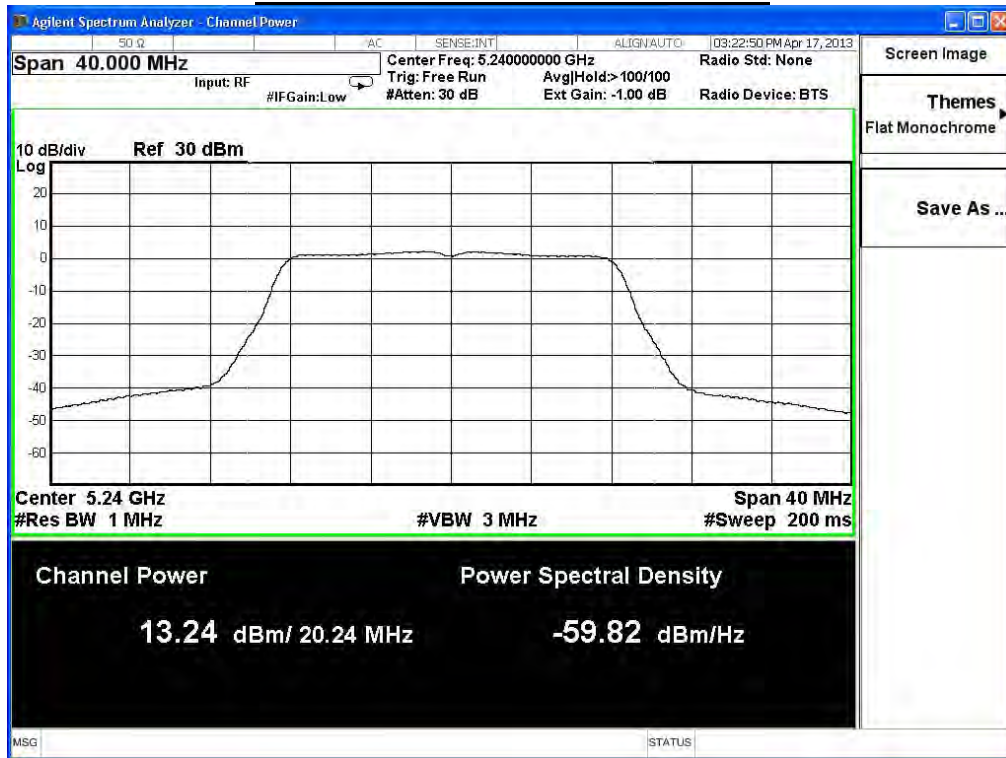 Agilent Spectrum Analyzer - Channel Power
50 Ω AC SENSE:INT ALIGN AUTO 03:22:50 PM Apr 17, 2013
Span 40.000 MHz
Input: RF
#IFGain:Low
Center Freq: 5.240000000 GHz
Trig: Free Run
#Atten: 30 dB
Avg|Hold:> 100/100
Ext Gain: -1.00 dB
Radio Std: None
Radio Device: BTS
10 dB/div Ref 30 dBm
Log
20
10
0
-10
-20
-30
-40
-50
-60
Center 5.24 GHz Span 40 MHz
#Res BW 1 MHz #VBW 3 MHz #Sweep 200 ms
Channel Power Power Spectral Density
13.24 dBm/ 20.24 MHz -59.82 dBm/Hz
MSG STATUS
Screen Image
Themes
Flat Monochrome
Save As ...